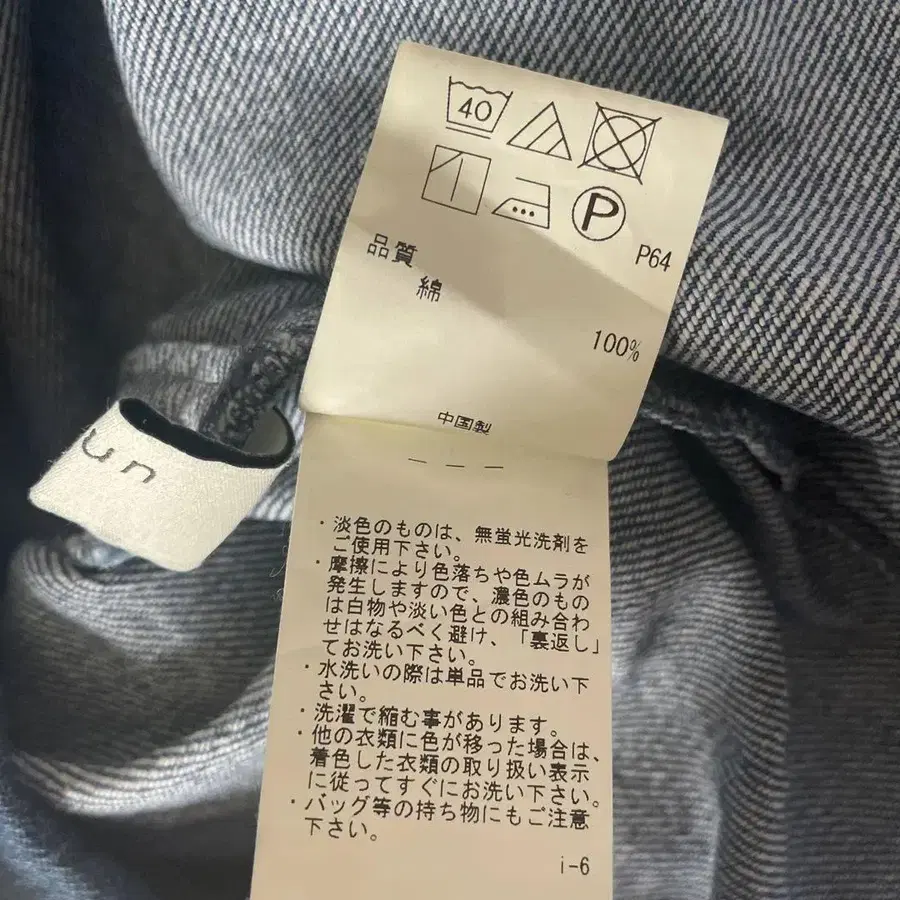 40
P
P64
品質
綿
100%
中国製
un
・淡色のものは、無蛍光洗剤を
ご使用下さい。
・摩擦により色落ちや色ムラが
発生しますので、濃色のもの
は白物や淡い色との組み合わ
せはなるべく避け、「裏返し」
てお洗い下さい。
・水洗いの際は単品でお洗い下
さい。
・洗濯で縮む事があります。
・他の衣類に色が移った場合は、
着色した衣類の取り扱い表示
に従ってすぐにお洗い下さい。
・バッグ等の持ち物にもご注意
下さい。
i-6